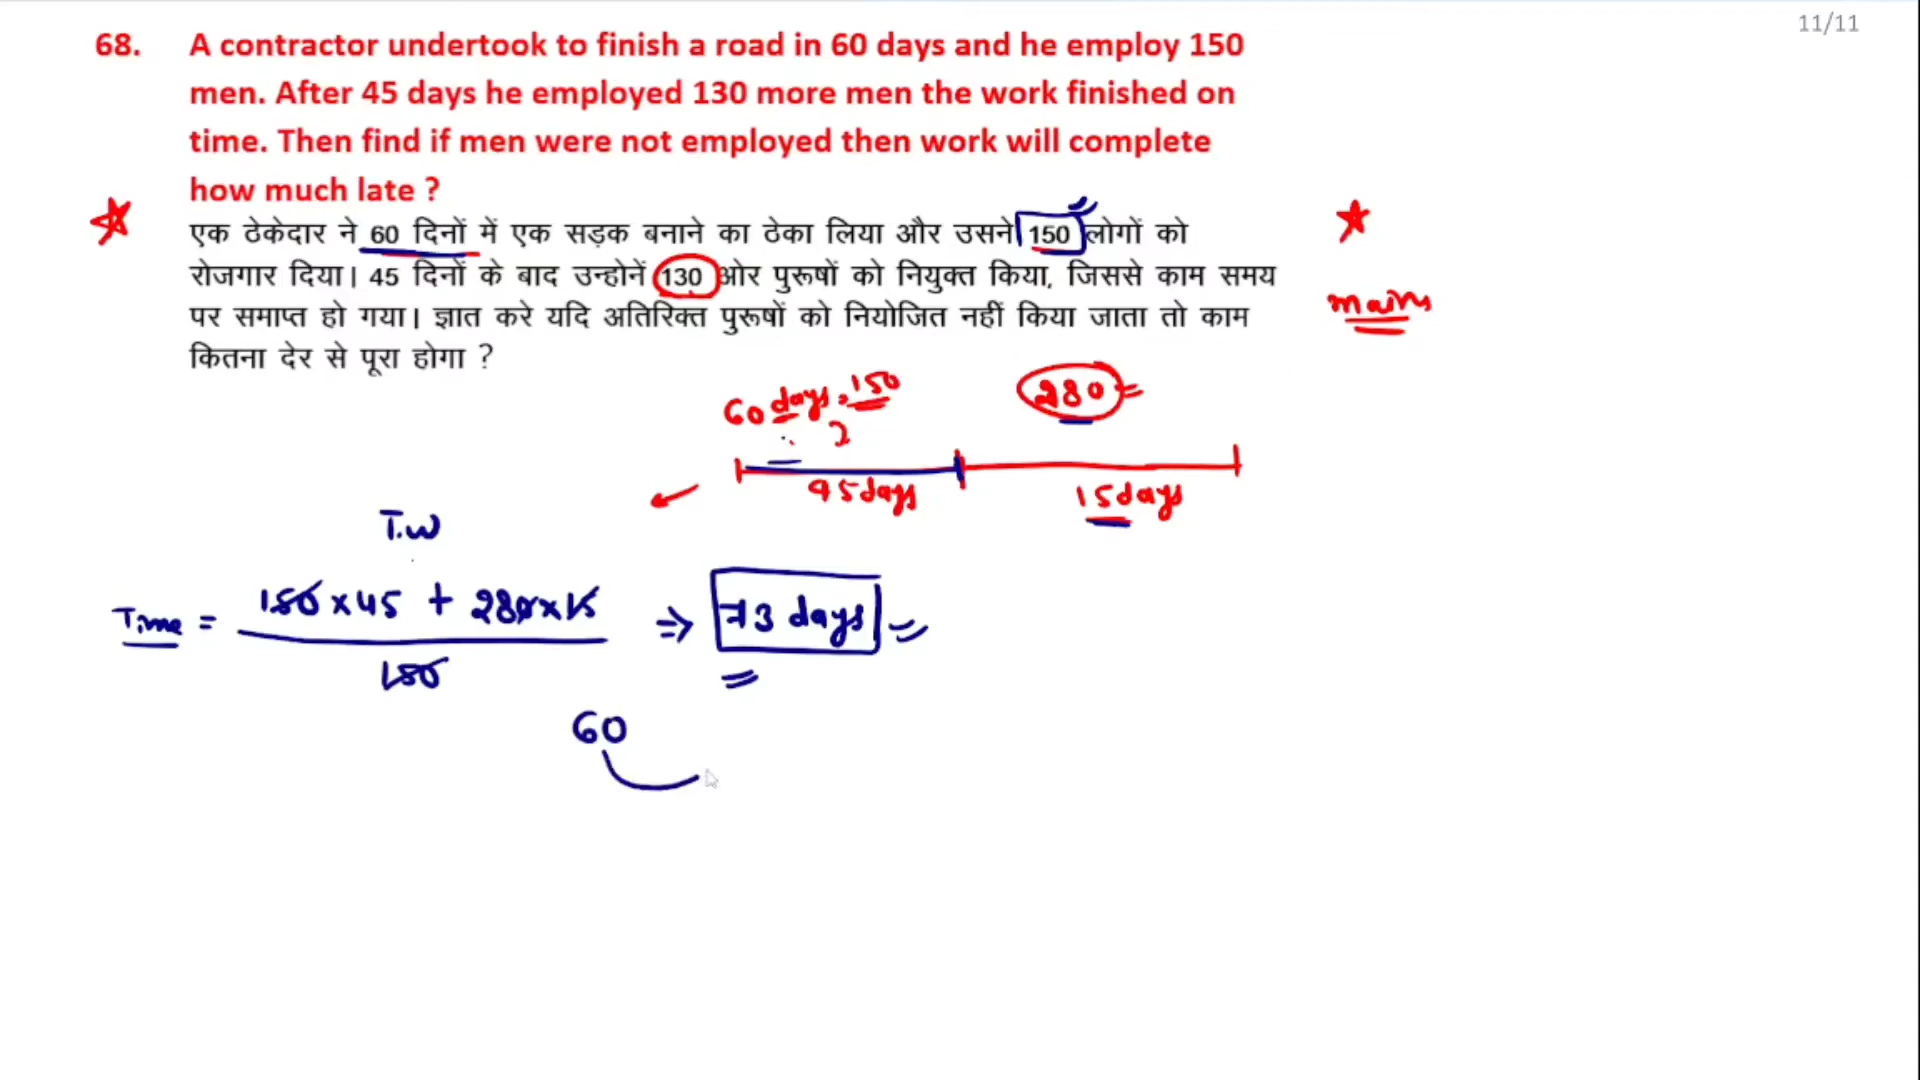 11/11
68. A contractor undertook to finish a road in 60 days and he employ 150
men. After 45 days he employed 130 more men the work finished on
time. Then find if men were not employed then work will complete
how much late ?
एक ठेकेदार ने 60 दिनों में एक सड़क बनाने का ठेका लिया और उसने 150 लोगों को
रोजगार दिया। 45 दिनों के बाद उन्होनें 130 ओर पुरूषों को नियुक्त किया, जिससे काम समय
पर समाप्त हो गया। ज्ञात करे यदि अतिरिक्त पुरूषों को नियोजित नहीं किया जाता तो काम
कितना देर से पूरा होगा ?
mains
60 days, 150
280
?
45 days
15 days
T.W
Time = 150 x 45 + 280 x 15 ⇒ 73 days
150
60